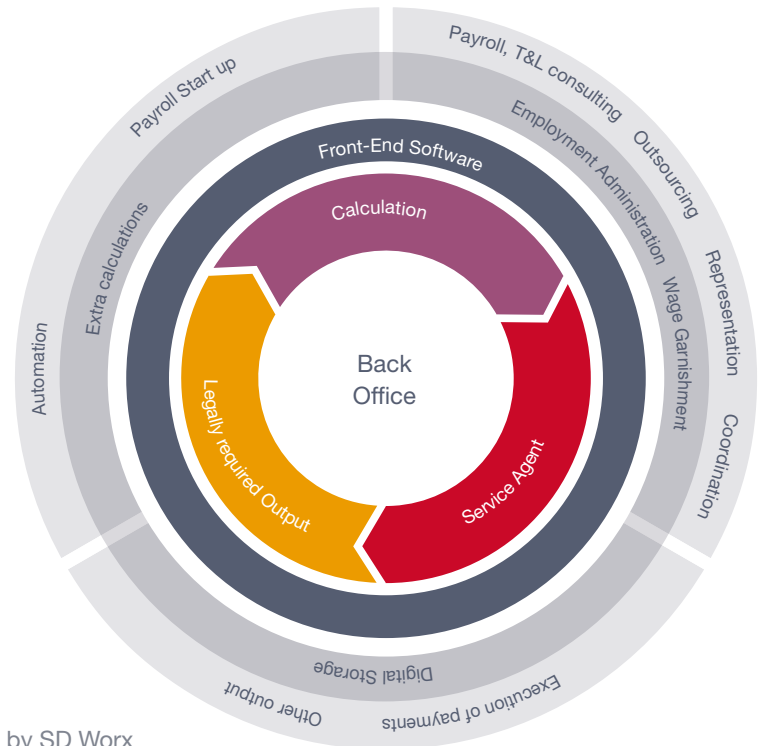 Payroll Start up
Payroll, T&L consulting
Outsourcing
Representation
Coordination
Automation
Extra calculations
Employment Administration
Wage Garnishment
Front-End Software
Calculation
Back
Office
Legally required Output
Service Agent
Digital Storage
Other output
Execution of payments
by SD Worx